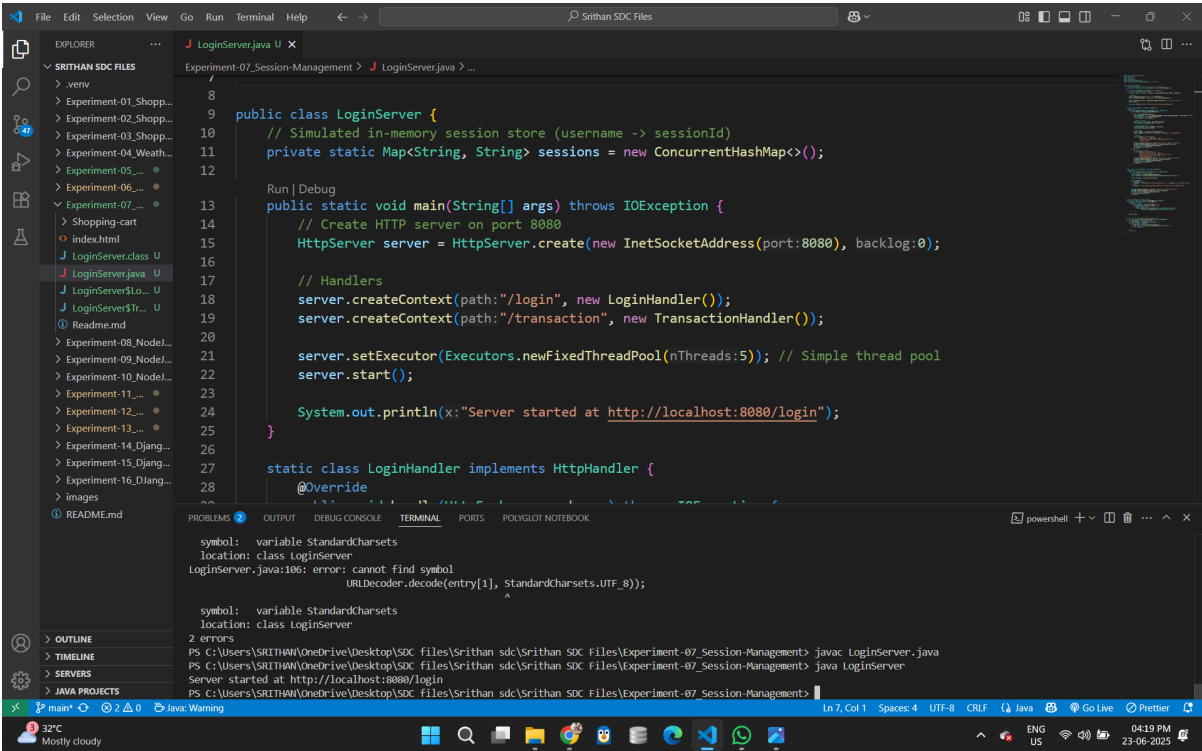 File Edit Selection View Go Run Terminal Help
Srithan SDC Files
EXPLORER
SRITHAN SDC FILES
.venv
Experiment-01_Shopp...
Experiment-02_Shopp...
Experiment-03_Shopp...
Experiment-04_Weath...
Experiment-05_...
Experiment-06_...
Experiment-07_...
Shopping-cart
index.html
LoginServer.class U
LoginServer.java U
LoginServer$Lo... U
LoginServer$Tr... U
Readme.md
Experiment-08_NodeJ...
Experiment-09_NodeJ...
Experiment-10_NodeJ...
Experiment-11_...
Experiment-12_...
Experiment-13_...
Experiment-14_Djang...
Experiment-15_Djang...
Experiment-16_DJang...
images
README.md
OUTLINE
TIMELINE
SERVERS
JAVA PROJECTS
47
LoginServer.java U
Experiment-07_Session-Management > LoginServer.java > ...
7
8
9 public class LoginServer {
10 // Simulated in-memory session store (username -> sessionId)
11 private static Map<String, String> sessions = new ConcurrentHashMap<>();
12
Run | Debug
13 public static void main(String[] args) throws IOException {
14 // Create HTTP server on port 8080
15 HttpServer server = HttpServer.create(new InetSocketAddress(port:8080), backlog:0);
16
17 // Handlers
18 server.createContext(path:"/login", new LoginHandler());
19 server.createContext(path:"/transaction", new TransactionHandler());
20
21 server.setExecutor(Executors.newFixedThreadPool(nThreads:5)); // Simple thread pool
22 server.start();
23
24 System.out.println(x:"Server started at http://localhost:8080/login");
25 }
26
27 static class LoginHandler implements HttpHandler {
28 @Override
PROBLEMS 2 OUTPUT DEBUG CONSOLE TERMINAL PORTS POLYGLOT NOTEBOOK
powershell
symbol: variable StandardCharsets
location: class LoginServer
LoginServer.java:106: error: cannot find symbol
URLDecoder.decode(entry[1], StandardCharsets.UTF_8));
^
symbol: variable StandardCharsets
location: class LoginServer
2 errors
PS C:\Users\SRITHAN\OneDrive\Desktop\SDC files\Srithan sdc\Srithan SDC Files\Experiment-07_Session-Management> javac LoginServer.java
PS C:\Users\SRITHAN\OneDrive\Desktop\SDC files\Srithan sdc\Srithan SDC Files\Experiment-07_Session-Management> java LoginServer
Server started at http://localhost:8080/login
PS C:\Users\SRITHAN\OneDrive\Desktop\SDC files\Srithan sdc\Srithan SDC Files\Experiment-07_Session-Management>
main* 2 0 Java: Warning
Ln 7, Col 1 Spaces: 4 UTF-8 CRLF Java Go Live Prettier
3
32°C
Mostly cloudy
ENG
US
04:19 PM
23-06-2025